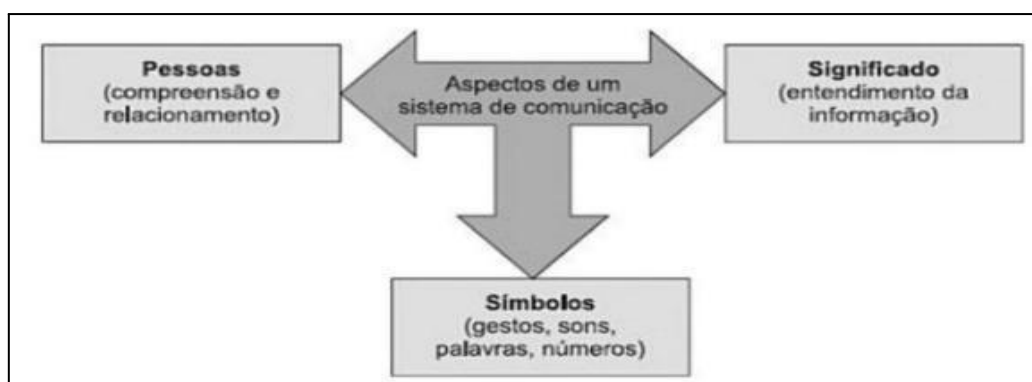 Pessoas
(compreensão e
relacionamento)
Aspectos de um
sistema de comunicação
Significado
(entendimento da
informação)
Símbolos
(gestos, sons,
palavras, números)